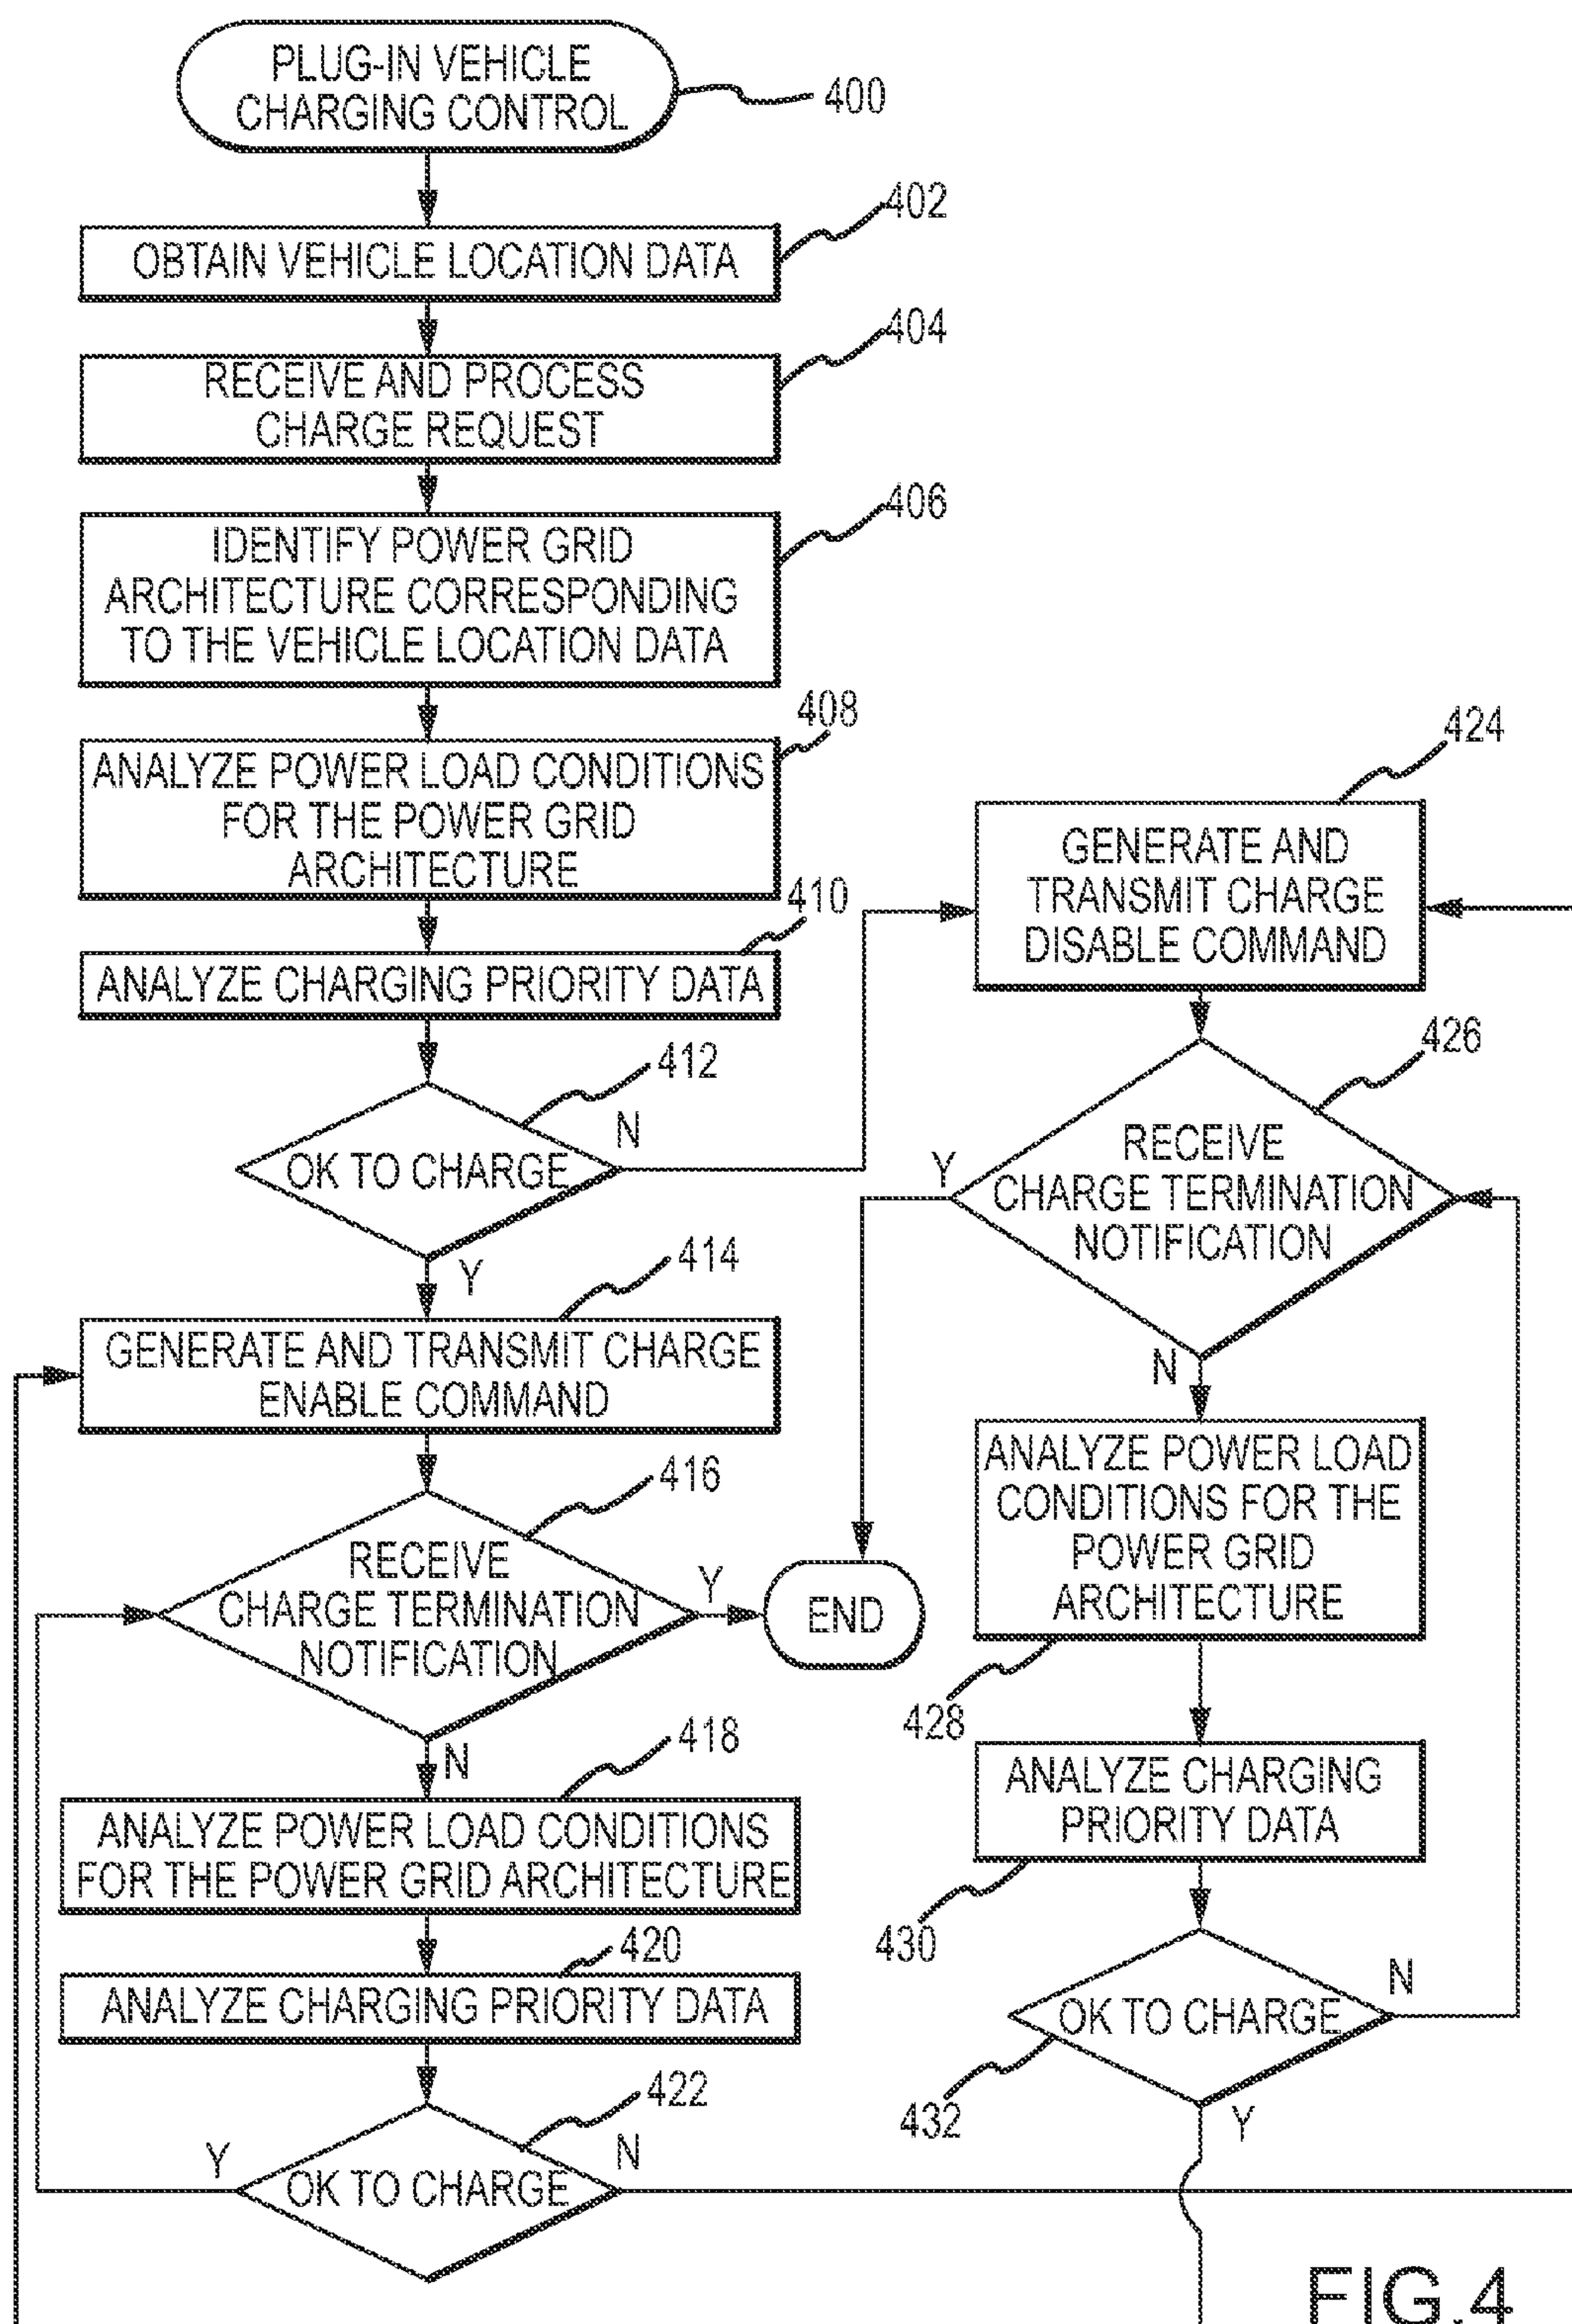 PLUG-IN VEHICLE
CHARGING CONTROL
400
OBTAIN VEHICLE LOCATION DATA
402
RECEIVE AND PROCESS
CHARGE REQUEST
404
IDENTIFY POWER GRID
ARCHITECTURE CORRESPONDING
TO THE VEHICLE LOCATION DATA
406
ANALYZE POWER LOAD CONDITIONS
FOR THE POWER GRID
ARCHITECTURE
408
ANALYZE CHARGING PRIORITY DATA
410
OK TO CHARGE
412
N
Y
GENERATE AND TRANSMIT CHARGE
ENABLE COMMAND
414
RECEIVE
CHARGE TERMINATION
NOTIFICATION
416
Y
END
N
ANALYZE POWER LOAD CONDITIONS
FOR THE POWER GRID ARCHITECTURE
418
ANALYZE CHARGING PRIORITY DATA
420
OK TO CHARGE
422
Y
N
GENERATE AND
TRANSMIT CHARGE
DISABLE COMMAND
424
RECEIVE
CHARGE TERMINATION
NOTIFICATION
426
Y
N
ANALYZE POWER LOAD
CONDITIONS FOR THE
POWER GRID
ARCHITECTURE
428
ANALYZE CHARGING
PRIORITY DATA
430
OK TO CHARGE
432
N
Y
FIG.4